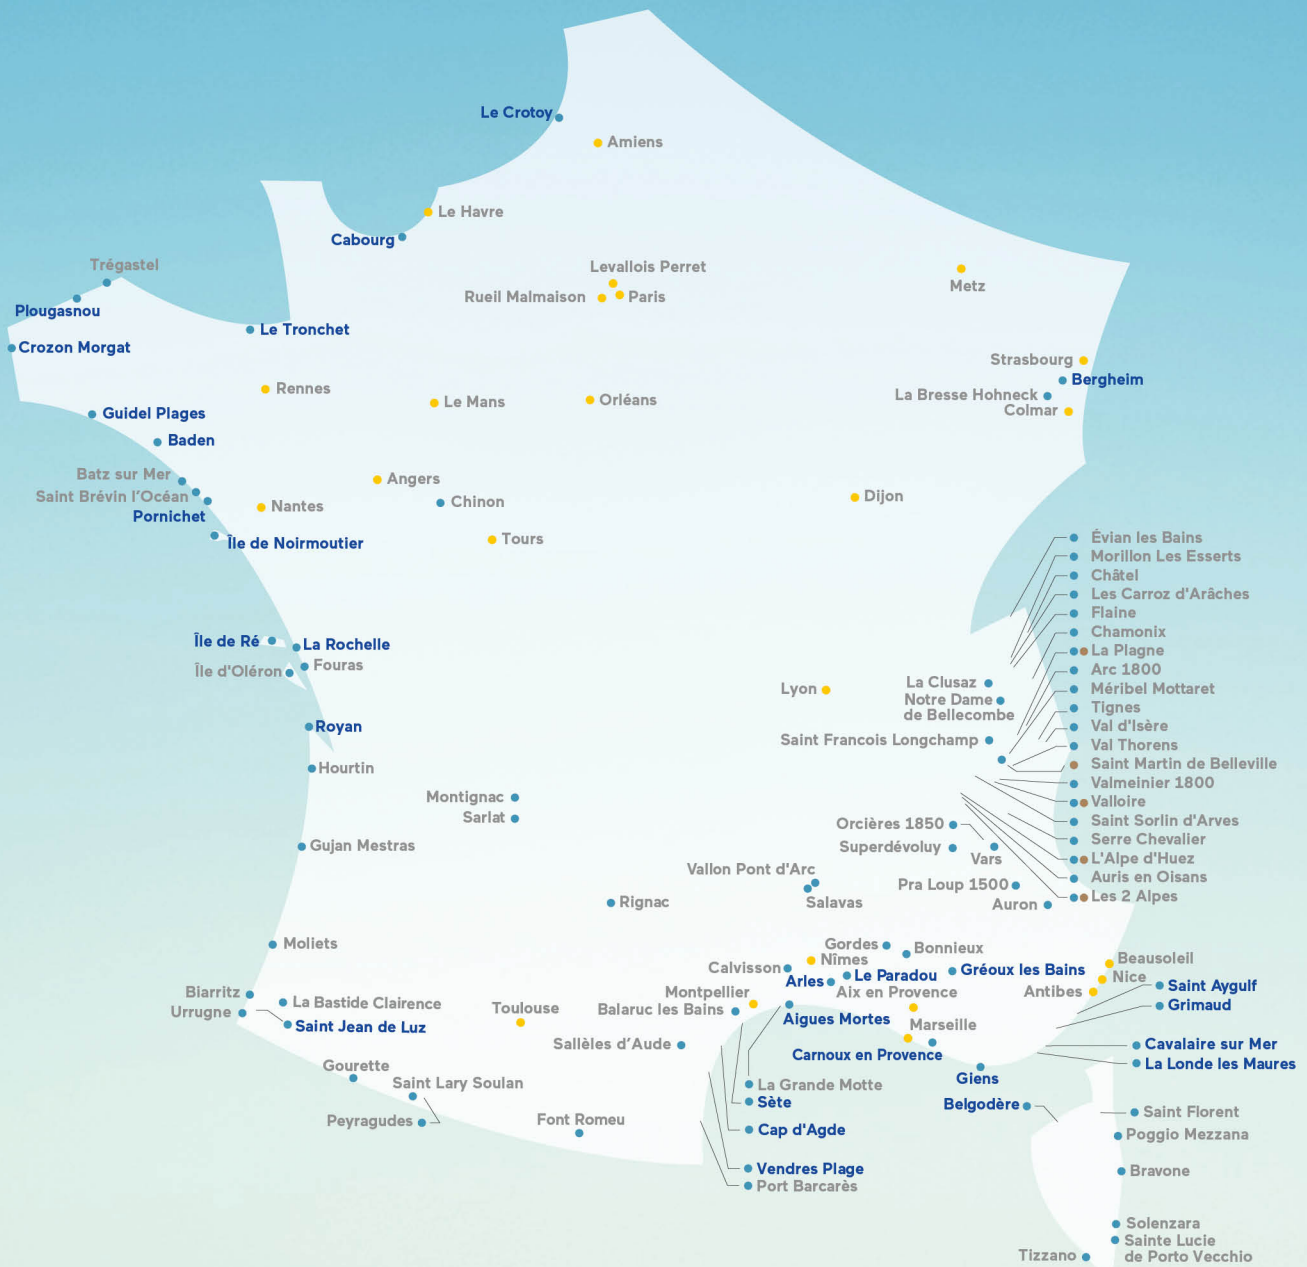 Le Crotoy
Amiens
Le Havre
Cabourg
Trégastel
Levallois Perret
Rueil Malmaison
Paris
Metz
Plougasnou
Le Tronchet
Crozon Morgat
Strasbourg
Bergheim
La Bresse Hohneck
Colmar
Rennes
Le Mans
Orléans
Guidel Plages
Baden
Batz sur Mer
Saint Brévin l'Océan
Pornichet
Angers
Chinon
Nantes
Dijon
Île de Noirmoutier
Tours
Évian les Bains
Morillon Les Esserts
Châtel
Les Carroz d'Arâches
Flaine
Chamonix
La Plagne
Arc 1800
Méribel Mottaret
Tignes
Val d'Isère
Val Thorens
Saint Martin de Belleville
Valmeinier 1800
Valloire
Saint Sorlin d'Arves
Serre Chevalier
L'Alpe d'Huez
Auris en Oisans
Les 2 Alpes
Île de Ré
La Rochelle
Fouras
Île d'Oléron
Lyon
La Clusaz
Notre Dame
de Bellecombe
Saint Francois Longchamp
Royan
Hourtin
Montignac
Sarlat
Orcières 1850
Superdévoluy
Vars
Gujan Mestras
Vallon Pont d'Arc
Salavas
Pra Loup 1500
Auron
Rignac
Moliets
Gordes
Bonnieux
Nîmes
Calvisson
Arles
Le Paradou
Gréoux les Bains
Beausoleil
Nice
Antibes
Saint Aygulf
Grimaud
Biarritz
La Bastide Clairence
Urrugne
Saint Jean de Luz
Toulouse
Montpellier
Balaruc les Bains
Aix en Provence
Aigues Mortes
Marseille
Carnoux en Provence
Sallèles d'Aude
Cavalaire sur Mer
La Londe les Maures
Giens
Gourette
Saint Lary Soulan
Peyragudes
Font Romeu
La Grande Motte
Sète
Cap d'Agde
Vendres Plage
Port Barcarès
Belgodère
Saint Florent
Poggio Mezzana
Bravone
Solenzara
Sainte Lucie
de Porto Vecchio
Tizzano